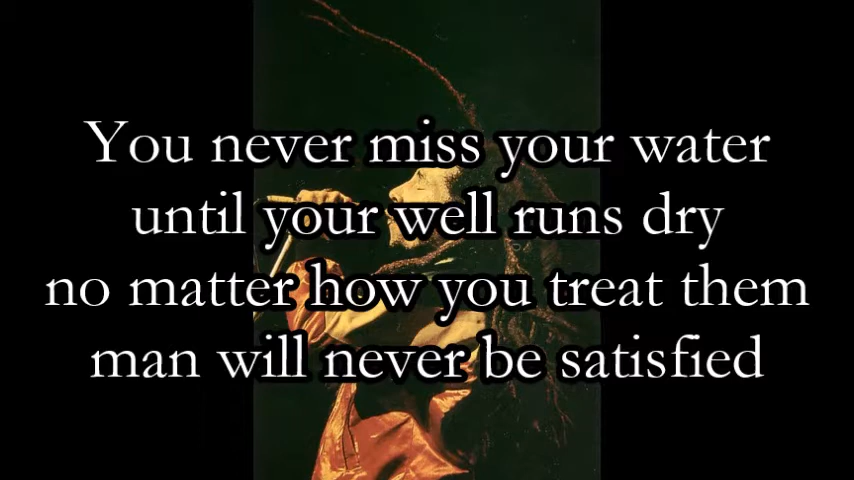 You never miss your water
until your well runs dry
no matter how you treat them
man will never be satisfied